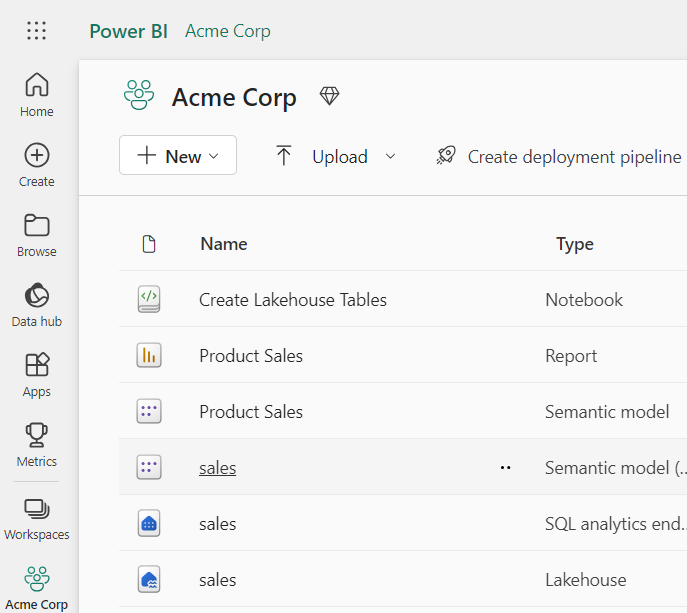 Power BI Acme Corp
Home
Create
Browse
Data hub
Apps
Metrics
Workspaces
Acme Corp
Acme Corp
New Upload Create deployment pipeline
Name Type
Create Lakehouse Tables Notebook
Product Sales Report
Product Sales Semantic model
sales Semantic model (...
sales SQL analytics end...
sales Lakehouse